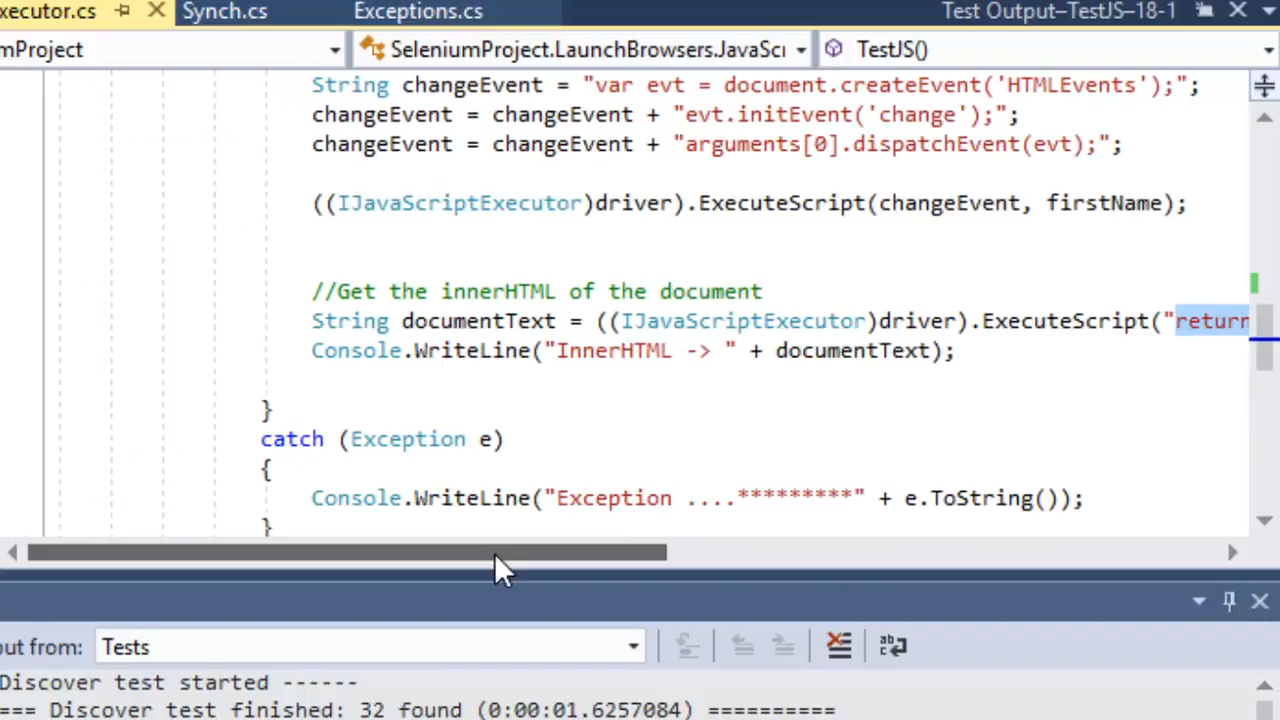 xecutor.cs Synch.cs Exceptions.cs Test Output–TestJS–18-1
mProject SeleniumProject.LaunchBrowsers.JavaScı TestJS()
String changeEvent = "var evt = document.createEvent('HTMLEvents');";
changeEvent = changeEvent + "evt.initEvent('change');";
changeEvent = changeEvent + "arguments[0].dispatchEvent(evt);";
((IJavaScriptExecutor)driver).ExecuteScript(changeEvent, firstName);
//Get the innerHTML of the document
String documentText = ((IJavaScriptExecutor)driver).ExecuteScript("return
Console.WriteLine("InnerHTML -> " + documentText);
}
catch (Exception e)
{
Console.WriteLine("Exception ....*********" + e.ToString());
}
out from: Tests
Discover test started ------
=== Discover test finished: 32 found (0:00:01.6257084) ==========